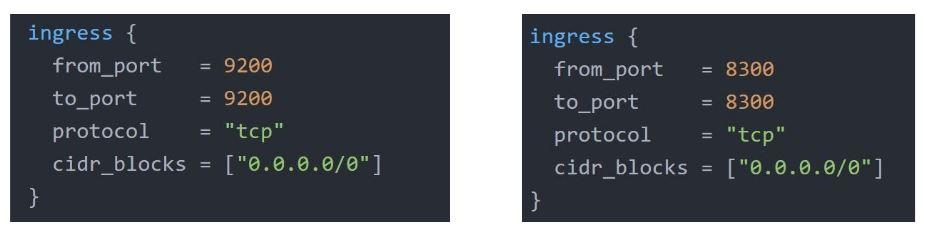 ingress {
  from_port   = 9200
  to_port     = 9200
  protocol    = "tcp"
  cidr_blocks = ["0.0.0.0/0"]
}
ingress {
  from_port   = 8300
  to_port     = 8300
  protocol    = "tcp"
  cidr_blocks = ["0.0.0.0/0"]
}